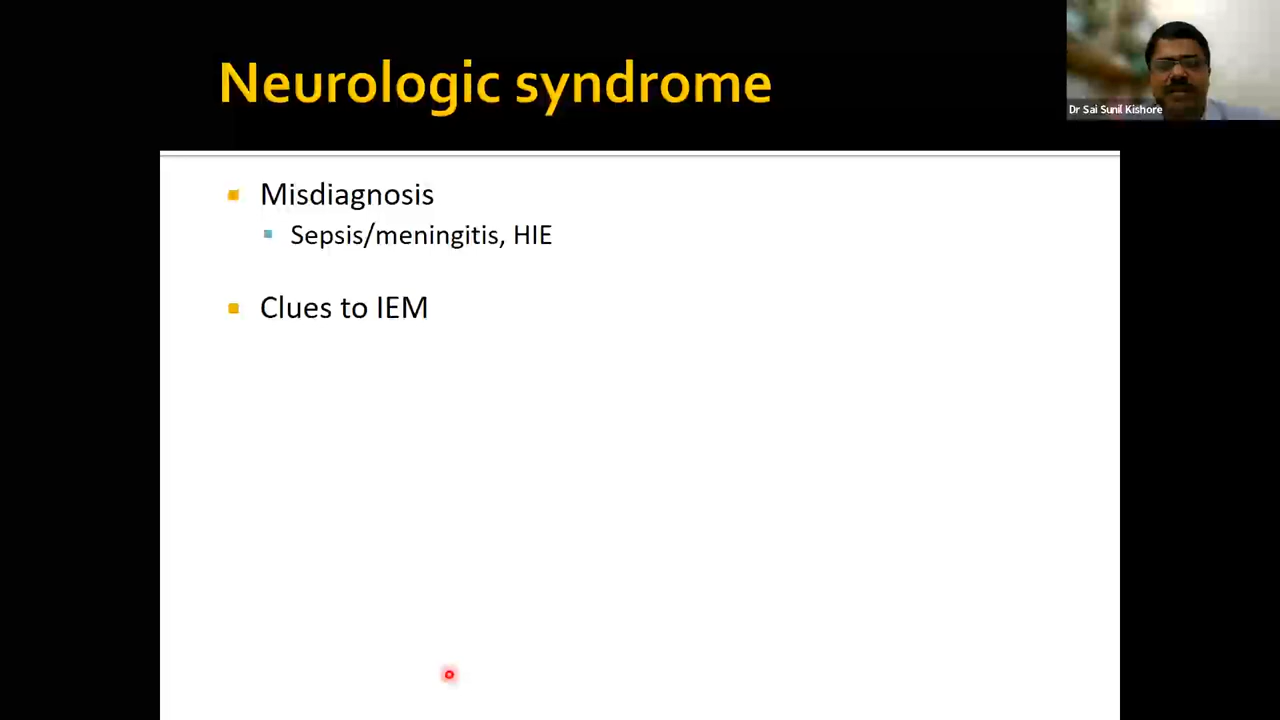 Neurologic syndrome
Dr Sai Sunil Kishore
Misdiagnosis
Sepsis/meningitis, HIE
Clues to IEM